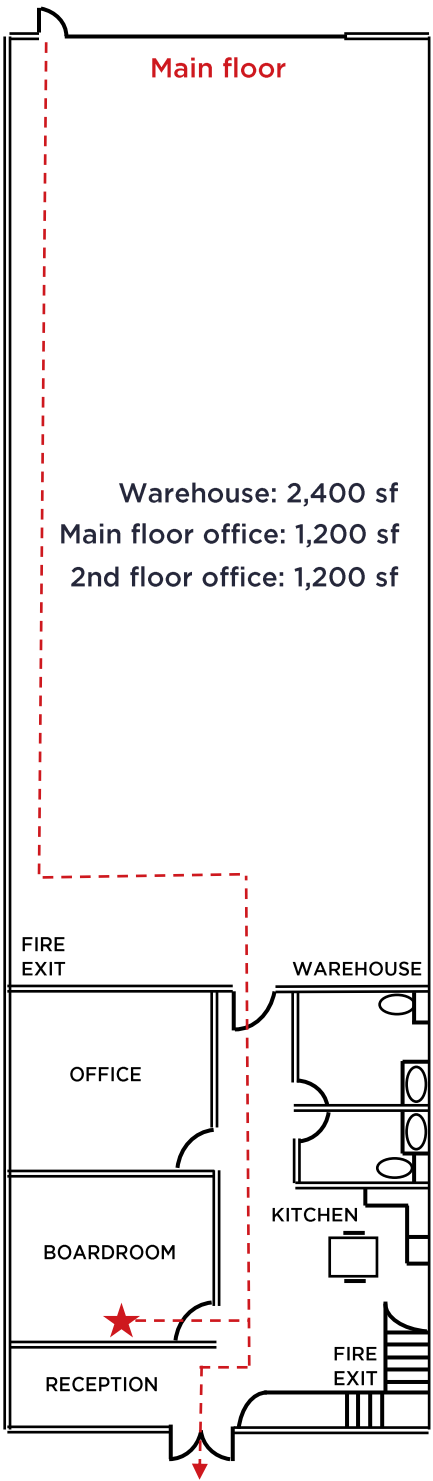 Main floor
Warehouse: 2,400 sf
Main floor office: 1,200 sf
2nd floor office: 1,200 sf
FIRE
EXIT
WAREHOUSE
OFFICE
KITCHEN
BOARDROOM
FIRE
EXIT
RECEPTION